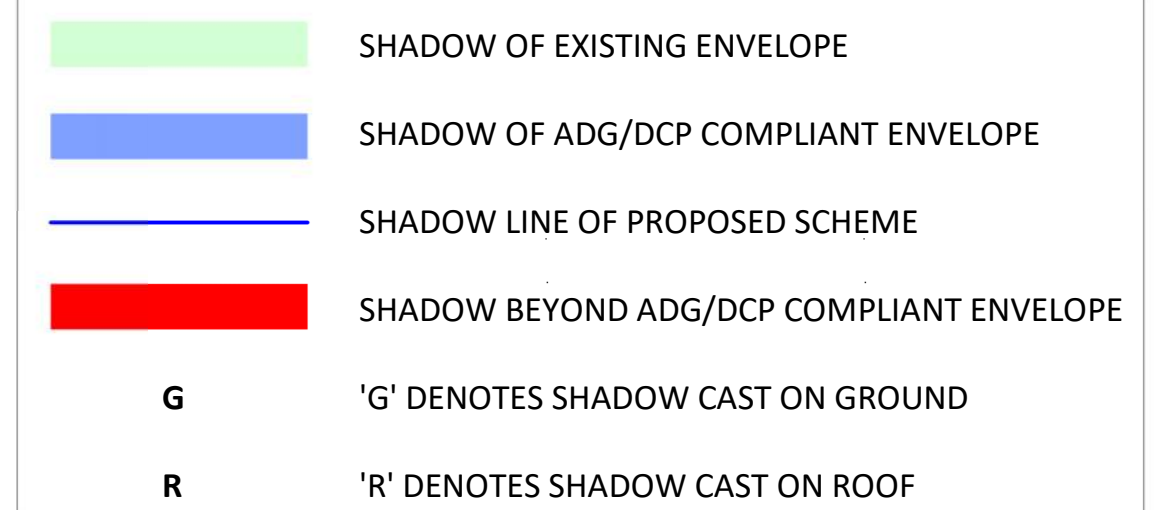 SHADOW OF EXISTING ENVELOPE
SHADOW OF ADG/DCP COMPLIANT ENVELOPE
SHADOW LINE OF PROPOSED SCHEME
SHADOW BEYOND ADG/DCP COMPLIANT ENVELOPE
G 'G' DENOTES SHADOW CAST ON GROUND
R 'R' DENOTES SHADOW CAST ON ROOF